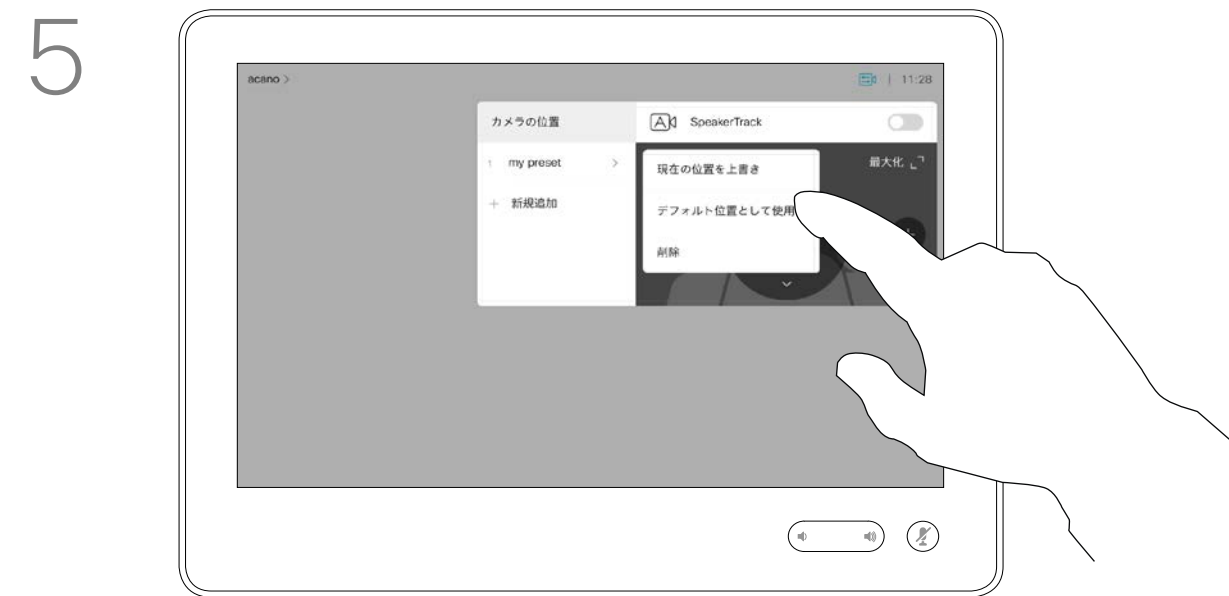 5
acano >
11:28
カメラの位置
SpeakerTrack
1 my preset >
現在の位置を上書き
最大化
+ 新規追加
デフォルト位置として使用
削除